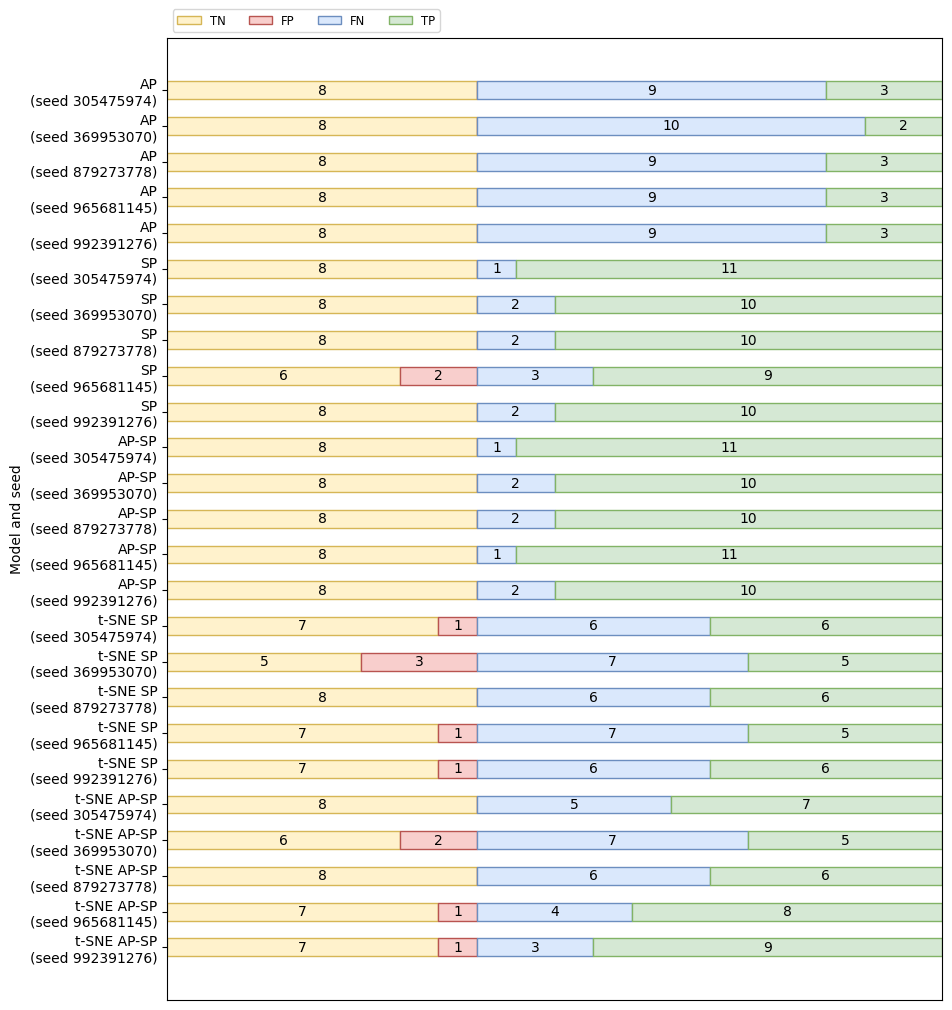 TN FP FN TP
AP
(seed 305475974)
8 9 3
AP
(seed 369953070)
8 10 2
AP
(seed 879273778)
8 9 3
AP
(seed 965681145)
8 9 3
AP
(seed 992391276)
8 9 3
SP
(seed 305475974)
8 1 11
SP
(seed 369953070)
8 2 10
SP
(seed 879273778)
8 2 10
SP
(seed 965681145)
6 2 3 9
SP
(seed 992391276)
8 2 10
AP-SP
(seed 305475974)
8 1 11
AP-SP
(seed 369953070)
8 2 10
AP-SP
(seed 879273778)
8 2 10
AP-SP
(seed 965681145)
8 1 11
AP-SP
(seed 992391276)
8 2 10
t-SNE SP
(seed 305475974)
7 1 6 6
t-SNE SP
(seed 369953070)
5 3 7 5
t-SNE SP
(seed 879273778)
8 6 6
t-SNE SP
(seed 965681145)
7 1 7 5
t-SNE SP
(seed 992391276)
7 1 6 6
t-SNE AP-SP
(seed 305475974)
8 5 7
t-SNE AP-SP
(seed 369953070)
6 2 7 5
t-SNE AP-SP
(seed 879273778)
8 6 6
t-SNE AP-SP
(seed 965681145)
7 1 4 8
t-SNE AP-SP
(seed 992391276)
7 1 3 9
Model and seed